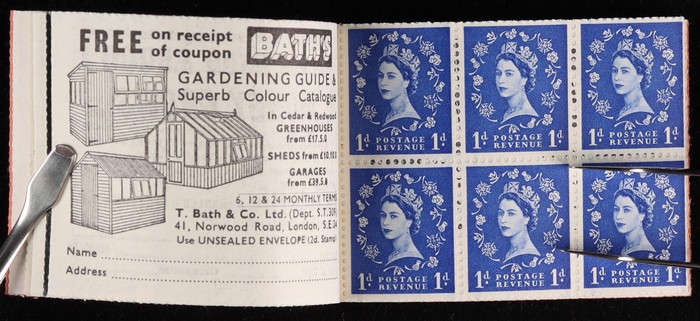 FREE on receipt
of coupon
BATH'S
GARDENING GUIDE &
Superb Colour Catalogue
In Cedar & Redwood
GREENHOUSES
from £17.5.0
SHEDS from £10.10.
GARAGES
from £39.5.0
6, 12 & 24 MONTHLY TERMS
T. Bath & Co. Ltd. (Dept. S.T.309
41, Norwood Road, London, S.E.
Use UNSEALED ENVELOPE (2d. Stamp
Name
Address
1d POSTAGE REVENUE 1d
1d POSTAGE REVENUE 1d
1d POSTAGE REVENUE 1d
1d POSTAGE REVENUE 1d
1d POSTAGE REVENUE 1d
1d POSTAGE REVENUE 1d